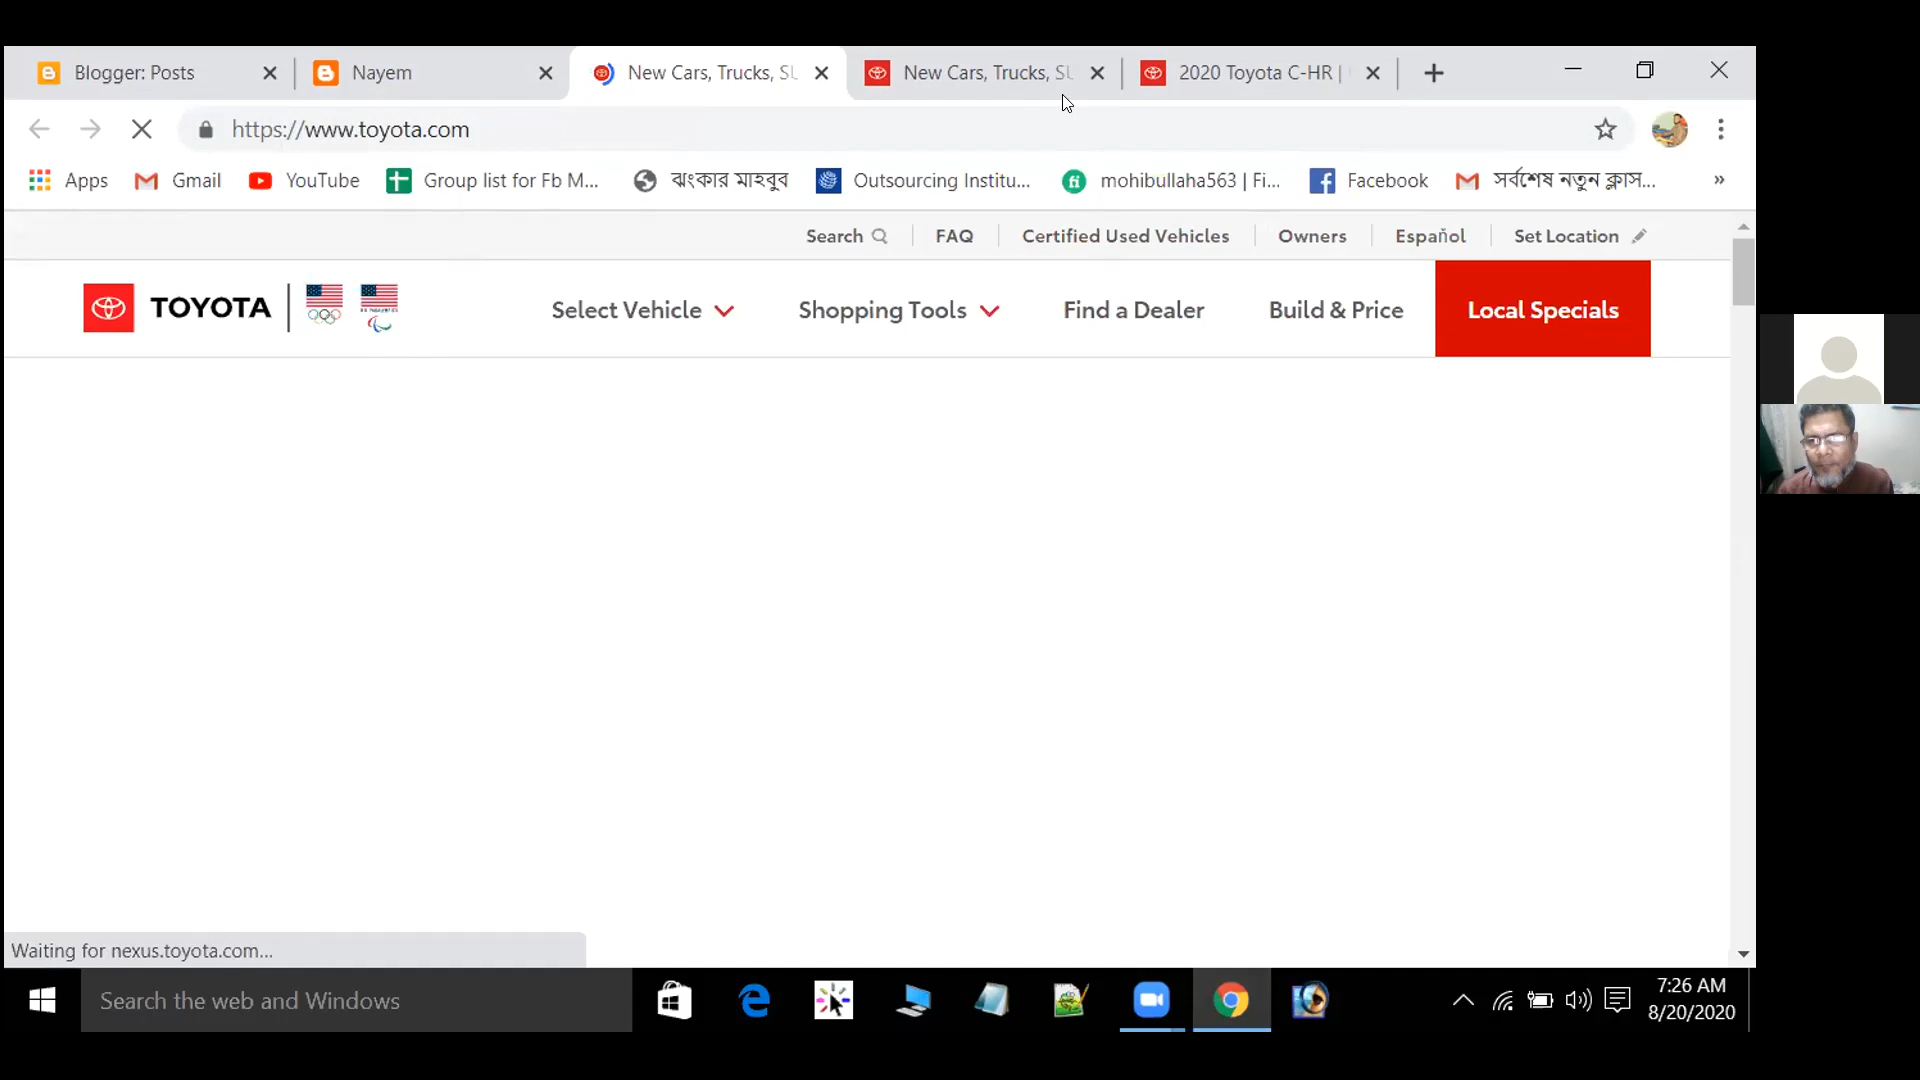 Blogger: Posts
Nayem
New Cars, Trucks, SU
New Cars, Trucks, SU
2020 Toyota C-HR |
https://www.toyota.com
Apps
Gmail
YouTube
Group list for Fb M...
ঝংকার মাহবুব
Outsourcing Institu...
mohibullaha563 | Fi...
Facebook
সর্বশেষ নতুন ক্লাস...
»
Search
FAQ
Certified Used Vehicles
Owners
Español
Set Location
TOYOTA
Select Vehicle
Shopping Tools
Find a Dealer
Build & Price
Local Specials
Waiting for nexus.toyota.com...
Search the web and Windows
7:26 AM
8/20/2020